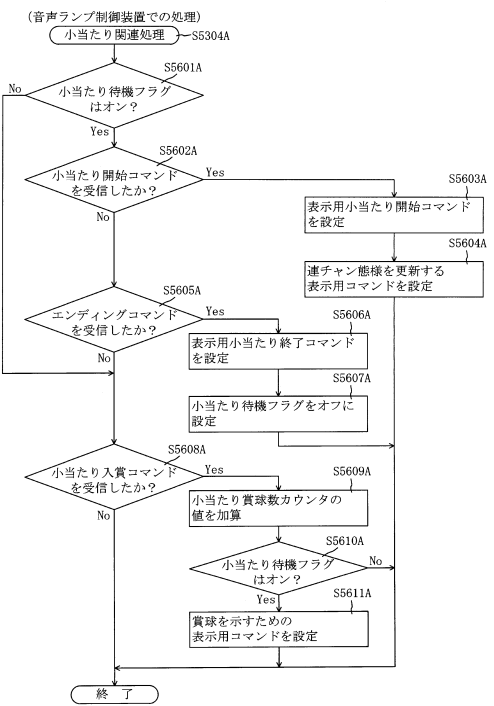 (音声ランプ制御装置での処理)
小当たり関連処理
S5304A
S5601A
小当たり待機フラグ
はオン?
No
Yes
S5602A
小当たり開始コマンド
を受信したか?
Yes
No
S5603A
表示用小当たり開始コマンド
を設定
S5604A
連チャン態様を更新する
表示用コマンドを設定
S5605A
エンディングコマンド
を受信したか?
Yes
No
S5606A
表示用小当たり終了コマンド
を設定
S5607A
小当たり待機フラグをオフに
設定
S5608A
小当たり入賞コマンド
を受信したか?
Yes
No
S5609A
小当たり賞球数カウンタの
値を加算
S5610A
小当たり待機フラグ
はオン?
No
Yes
S5611A
賞球を示すための
表示用コマンドを設定
終 了